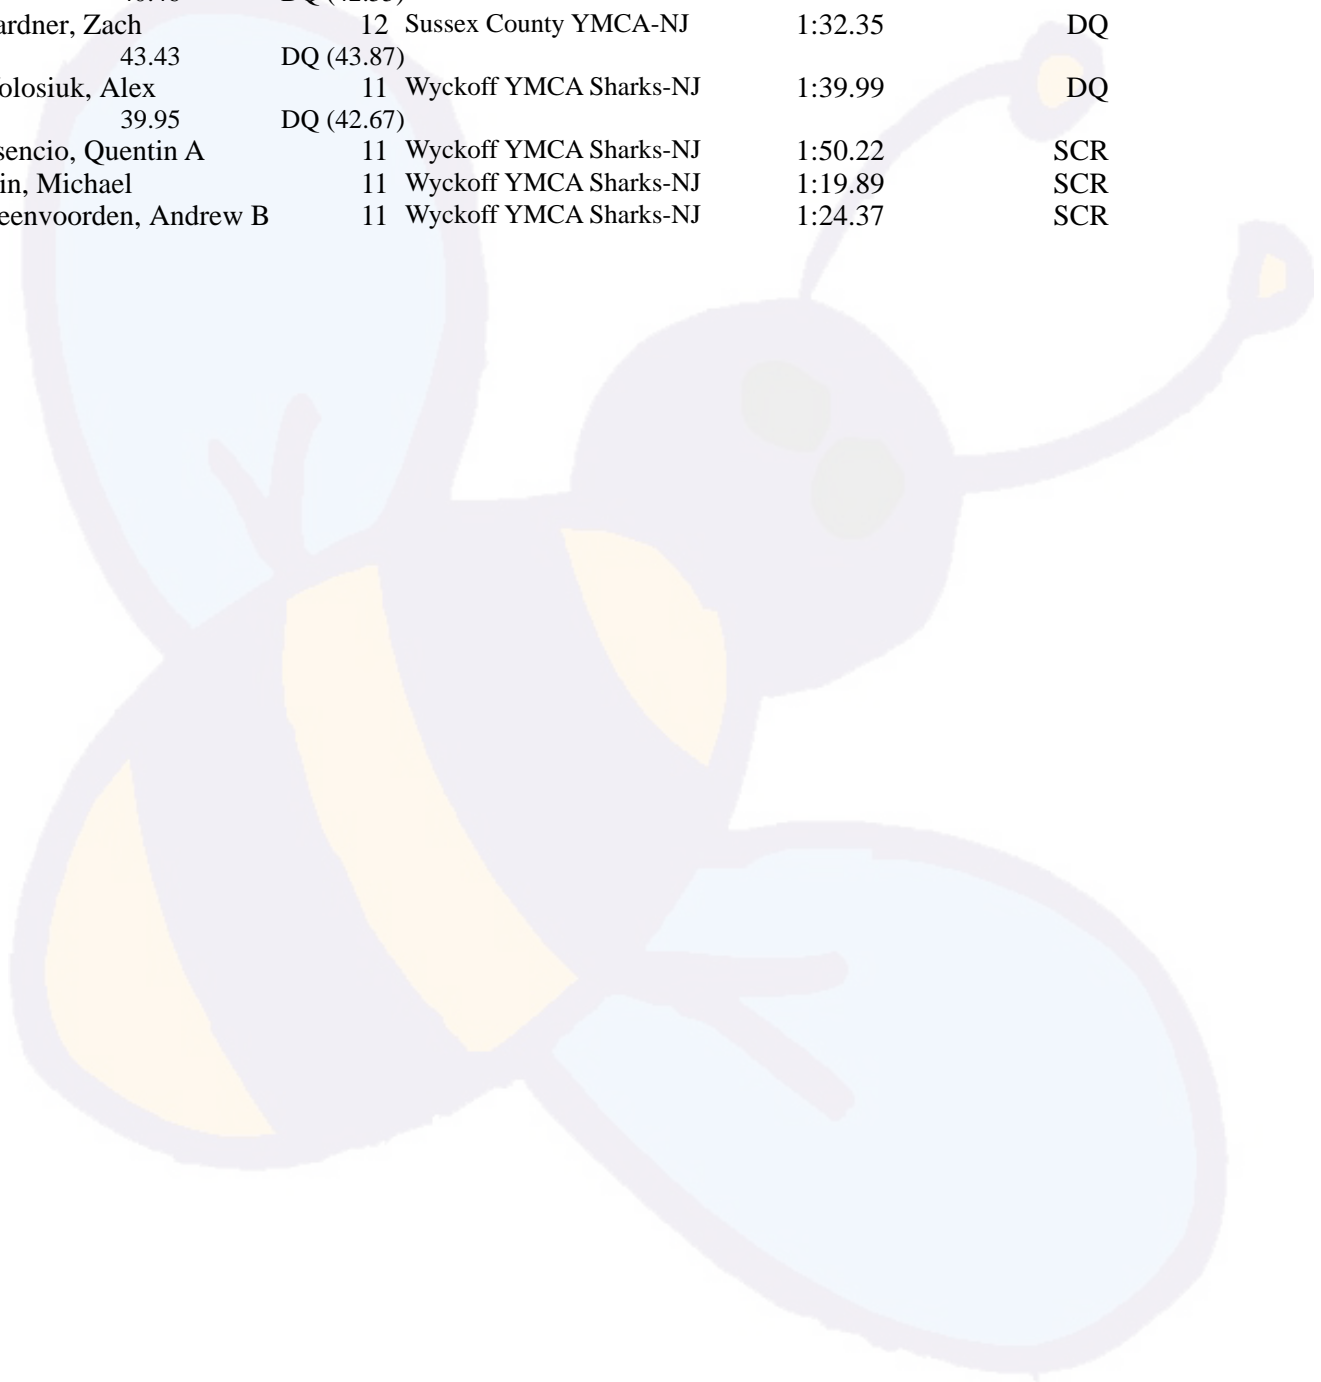 ardner, Zach 12 Sussex County YMCA-NJ 1:32.35 DQ
43.43 DQ (43.87)
olosiuk, Alex 11 Wyckoff YMCA Sharks-NJ 1:39.99 DQ
39.95 DQ (42.67)
sencio, Quentin A 11 Wyckoff YMCA Sharks-NJ 1:50.22 SCR
in, Michael 11 Wyckoff YMCA Sharks-NJ 1:19.89 SCR
eenvoorden, Andrew B 11 Wyckoff YMCA Sharks-NJ 1:24.37 SCR